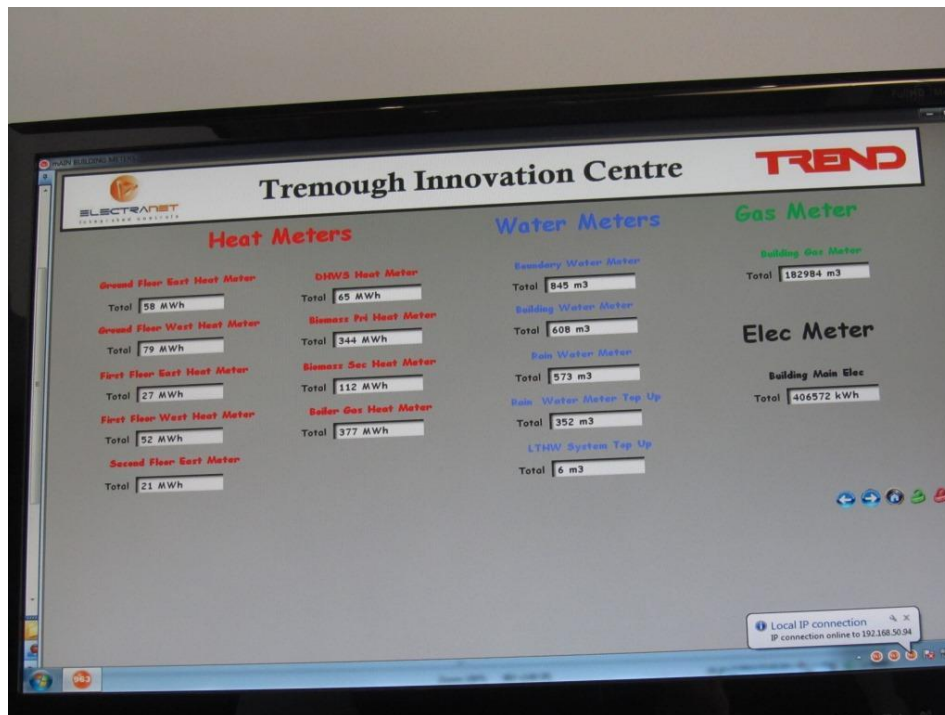 MAIN BUILDING METERS
ELECTRANET
Tremough Innovation Centre
TREND
Heat Meters
Ground Floor East Heat Meter
Total 58 MWh
Ground Floor West Heat Meter
Total 79 MWh
First Floor East Heat Meter
Total 27 MWh
First Floor West Heat Meter
Total 52 MWh
Second Floor East Meter
Total 21 MWh
DHWS Heat Meter
Total 65 MWh
Biomass Pri Heat Meter
Total 344 MWh
Biomass Sec Heat Meter
Total 112 MWh
Boiler Gas Heat Meter
Total 377 MWh
Water Meters
Boundary Water Meter
Total 845 m3
Building Water Meter
Total 608 m3
Rain Water Meter
Total 573 m3
Rain Water Meter Top Up
Total 352 m3
LTHW System Top Up
Total 6 m3
Gas Meter
Building Gas Meter
Total 182984 m3
Elec Meter
Building Main Elec
Total 406572 kWh
Local IP connection
IP connection online to 192.168.50.94
963